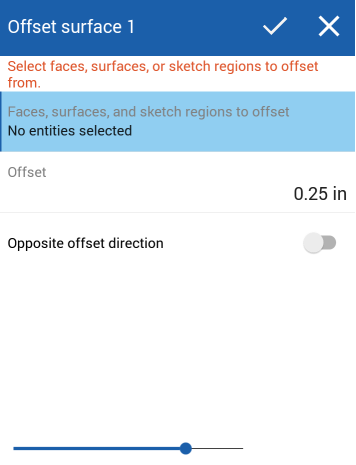 Offset surface 1
Select faces, surfaces, or sketch regions to offset
from.
Faces, surfaces, and sketch regions to offset
No entities selected
Offset
0.25 in
Opposite offset direction